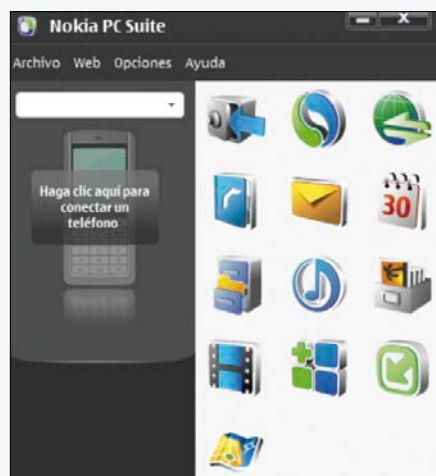 Nokia PC Suite
Archivo Web Opciones Ayuda
Haga clic aquí para
conectar un
teléfono
30